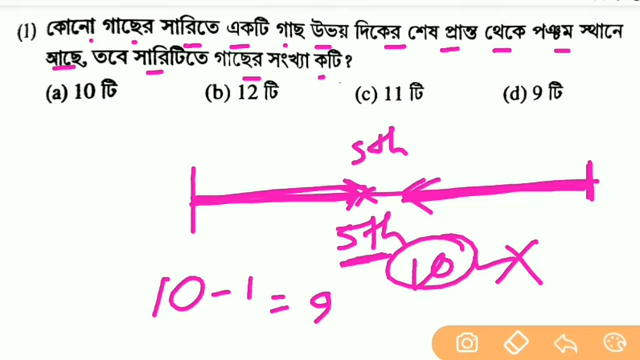 (1) কোনো গাছের সারিতে একটি গাছ উভয় দিকের শেষ প্রান্ত থেকে পঞ্চম স্থানে
আছে, তবে সারিটিতে গাছের সংখ্যা কটি?
(a) 10 টি (b) 12 টি (c) 11 টি (d) 9 টি
5th
5th
10
10 - 1 = 9